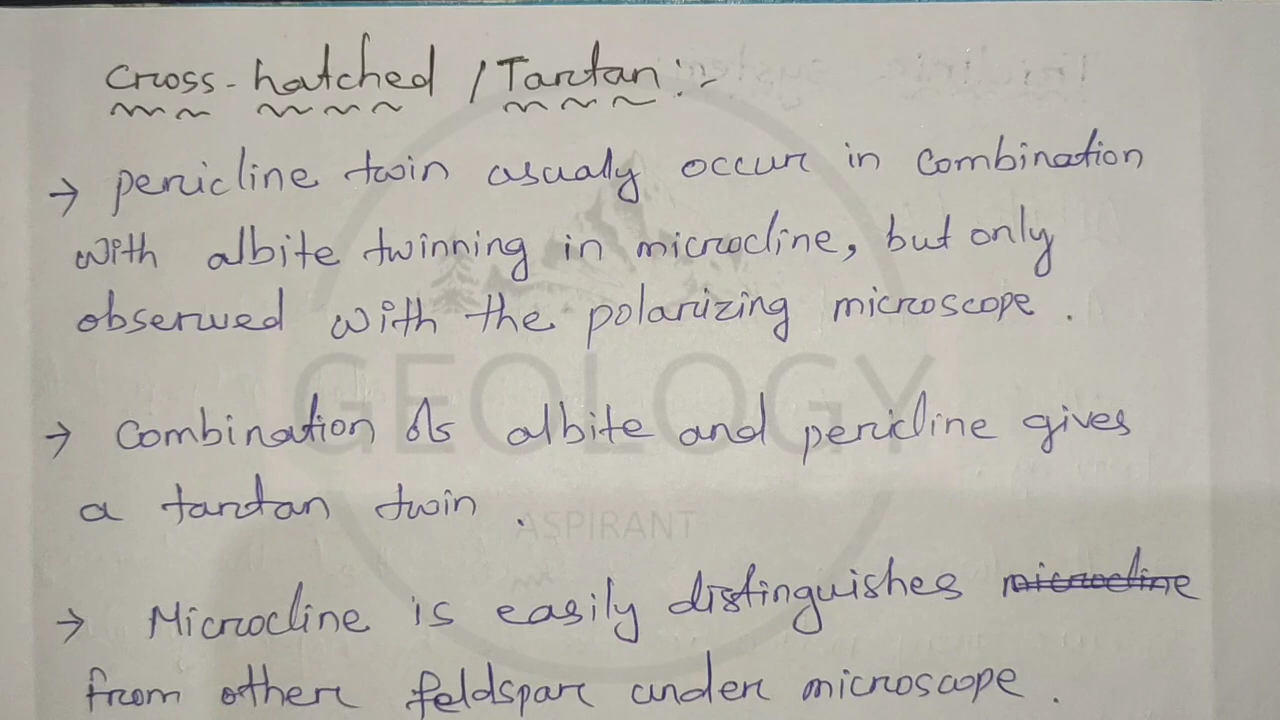 Cross-hatched / Tartan :-
→ pericline twin usualy occur in combination
with albite twinning in microcline, but only
observed with the polarizing microscope .
GEOLOGY
→ Combination of albite and pericline gives
a tartan twin .
ASPIRANT
→ Microcline is easily distinguishes microcline
from other feldspar under microscope .